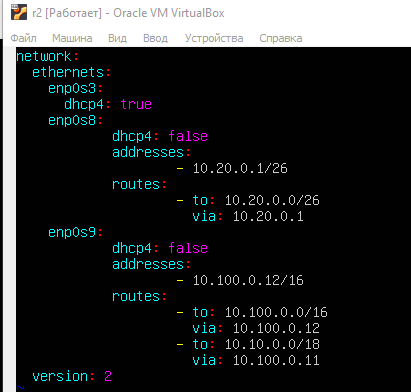 r2 [Работает] - Oracle VM VirtualBox
Файл Машина Вид Ввод Устройства Справка
network:
  ethernets:
    enp0s3:
      dhcp4: true
    enp0s8:
            dhcp4: false
            addresses:
                    - 10.20.0.1/26
            routes:
                    - to: 10.20.0.0/26
                      via: 10.20.0.1
    enp0s9:
            dhcp4: false
            addresses:
                    - 10.100.0.12/16
            routes:
                    - to: 10.100.0.0/16
                      via: 10.100.0.12
                    - to: 10.10.0.0/18
                      via: 10.100.0.11
  version: 2
~